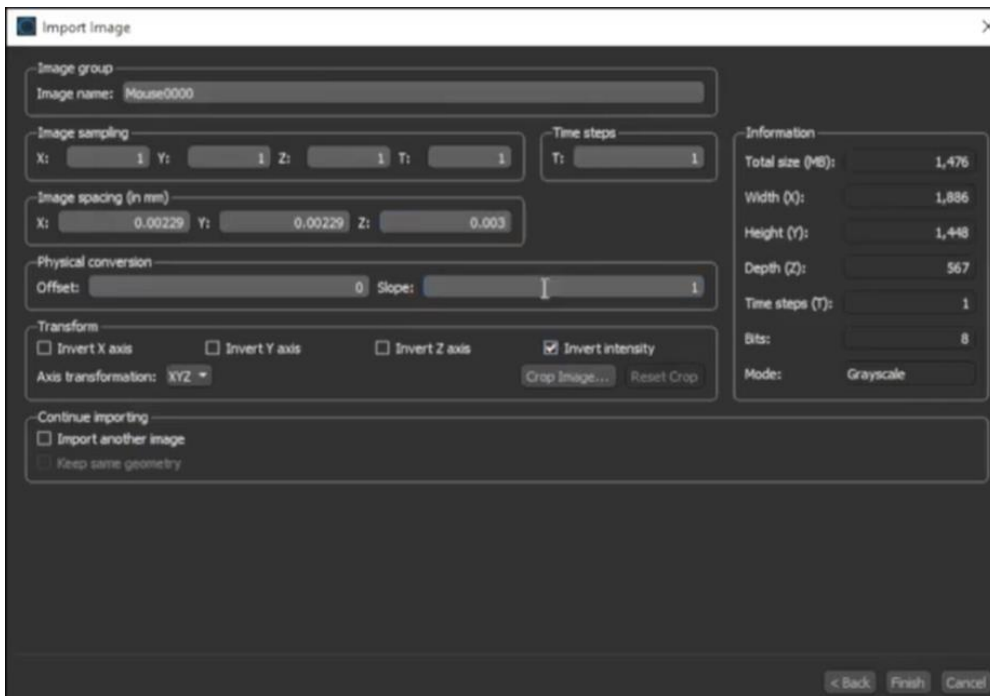 Import Image
Image group
Image name: Mouse0000
Image sampling
X: 1 Y: 1 Z: 1 T: 1
Time steps
T: 1
Image spacing (in mm)
X: 0.00229 Y: 0.00229 Z: 0.003
Physical conversion
Offset: 0 Slope: 1
Transform
Invert X axis Invert Y axis Invert Z axis Invert intensity
Axis transformation: XYZ Crop Image... Reset Crop
Continue importing
Import another image
Keep same geometry
Information
Total size (MB): 1,476
Width (X): 1,886
Height (Y): 1,448
Depth (Z): 567
Time steps (T): 1
Bits: 8
Mode: Grayscale
< Back Finish Cancel